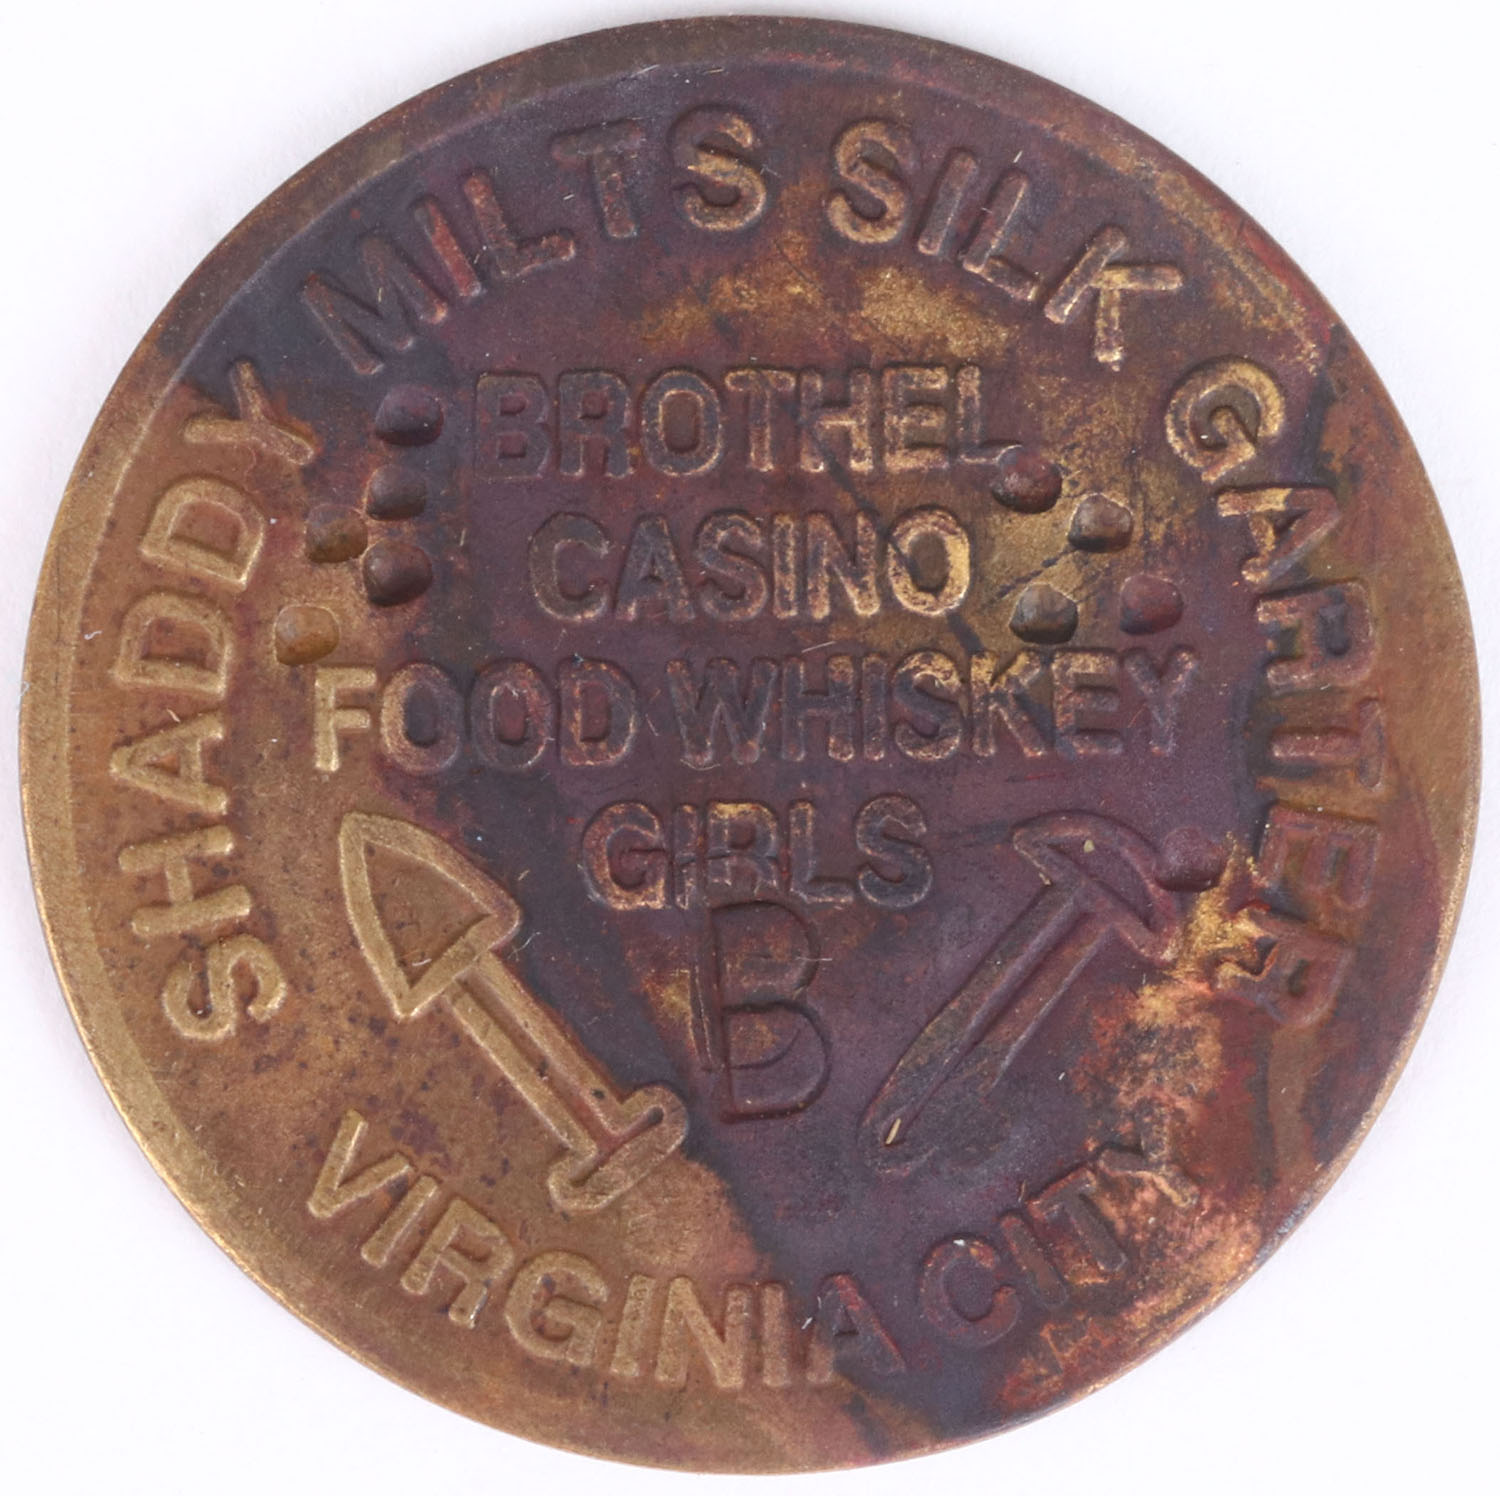 SHADDY MILTS SILK GARTER
BROTHEL
CASINO
FOOD WHISKEY
GIRLS
B
VIRGINIA CITY